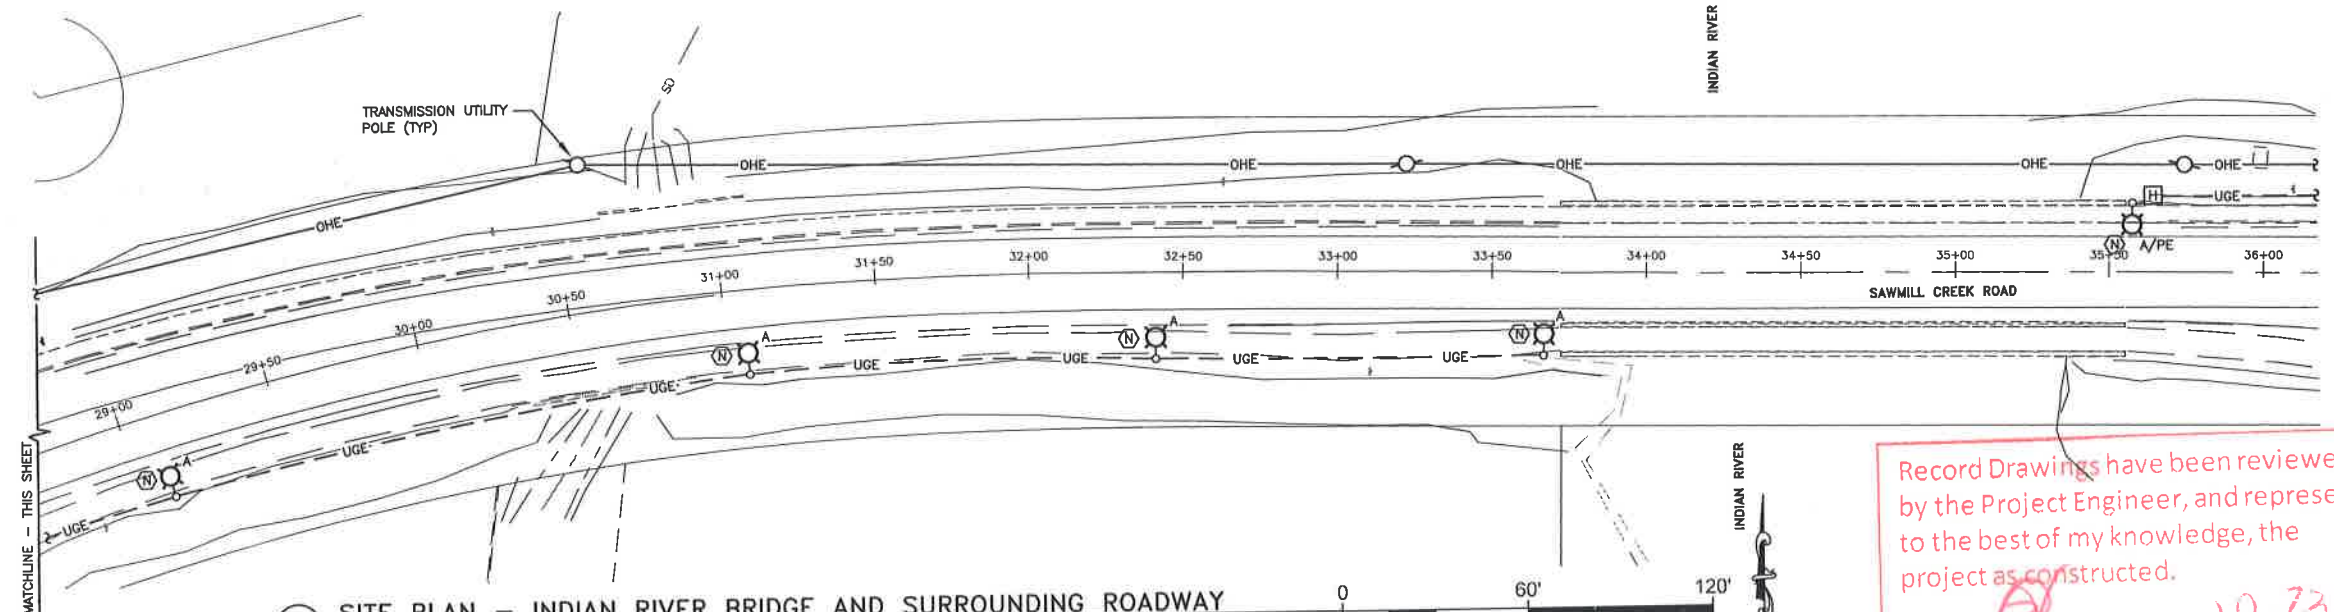 INDIAN RIVER
SD
TRANSMISSION UTILITY
POLE (TYP)
OHE
OHE
OHE
OHE
OHE
OHE
H
UGE
N
A/PE
29+00
29+50
30+00
30+50
31+00
31+50
32+00
32+50
33+00
33+50
34+00
34+50
35+00
35+50
36+00
SAWMILL CREEK ROAD
N
A
N
A
N
A
N
A
UGE
UGE
UGE
UGE
UGE
UGE
UGE
MATCHLINE - THIS SHEET
INDIAN RIVER
SITE PLAN - INDIAN RIVER BRIDGE AND SURROUNDING ROADWAY
0
60'
120'
Record Drawings have been reviewe
by the Project Engineer, and represe
to the best of my knowledge, the
project as constructed.